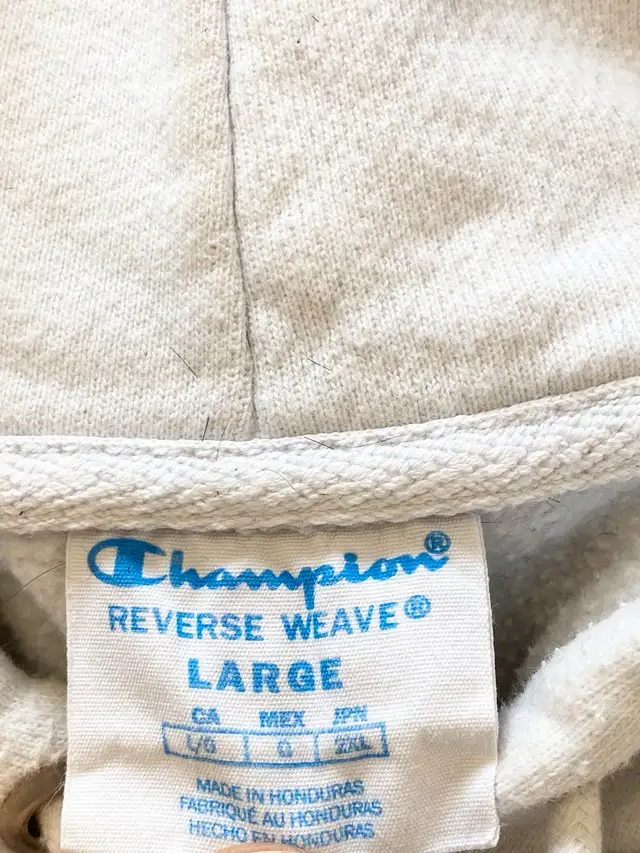 Champion®
REVERSE WEAVE®
LARGE
CA MEX JPN
L/G G 2XL
MADE IN HONDURAS
FABRIQUÉ AU HONDURAS
HECHO EN HONDURAS